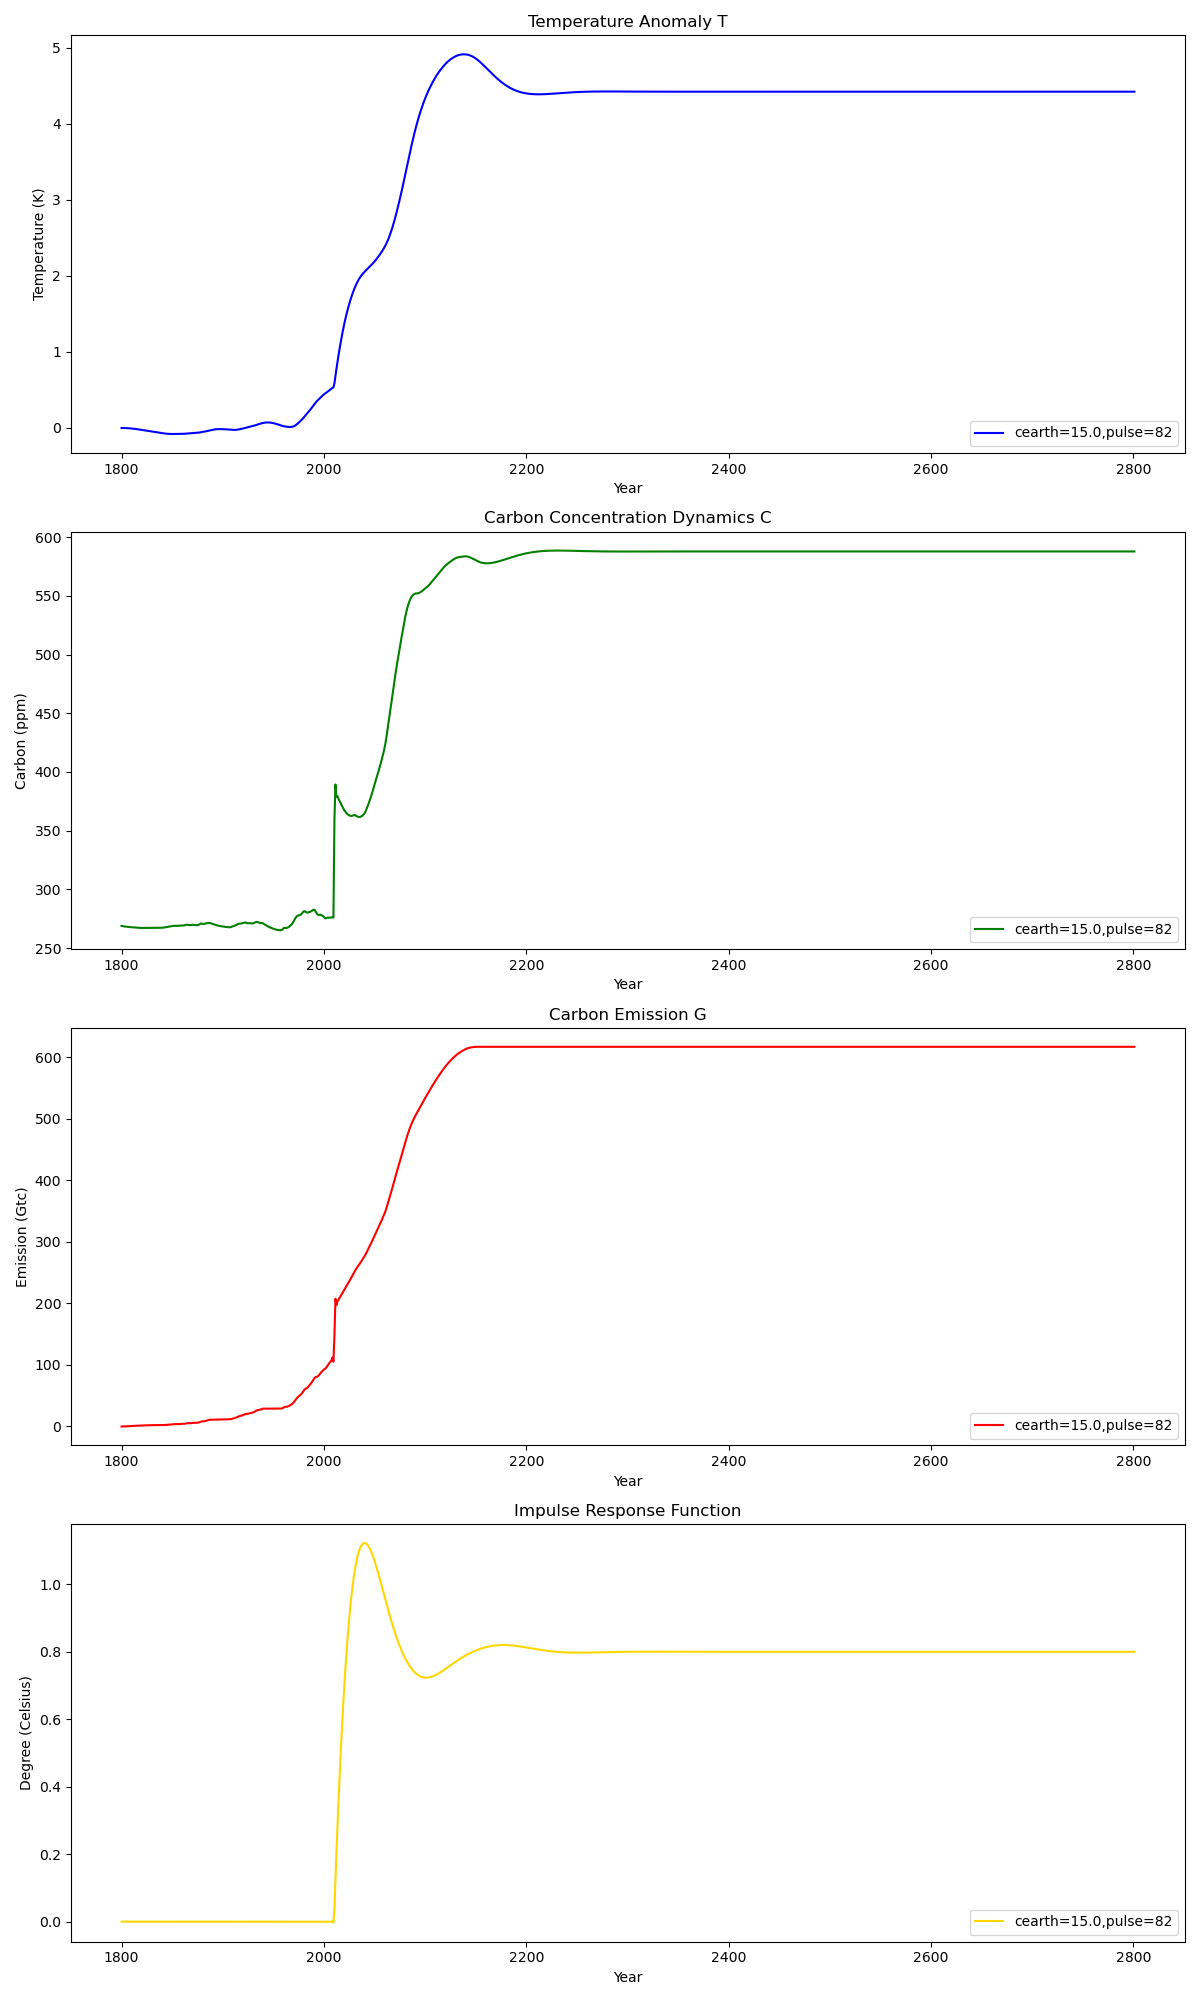 Temperature Anomaly T
5
4
3
2
1
0
Temperature (K)
cearth=15.0,pulse=82
1800 2000 2200 2400 2600 2800
Year
Carbon Concentration Dynamics C
600
550
500
450
400
350
300
250
Carbon (ppm)
cearth=15.0,pulse=82
1800 2000 2200 2400 2600 2800
Year
Carbon Emission G
600
500
400
300
200
100
0
Emission (Gtc)
cearth=15.0,pulse=82
1800 2000 2200 2400 2600 2800
Year
Impulse Response Function
1.0
0.8
0.6
0.4
0.2
0.0
Degree (Celsius)
cearth=15.0,pulse=82
1800 2000 2200 2400 2600 2800
Year